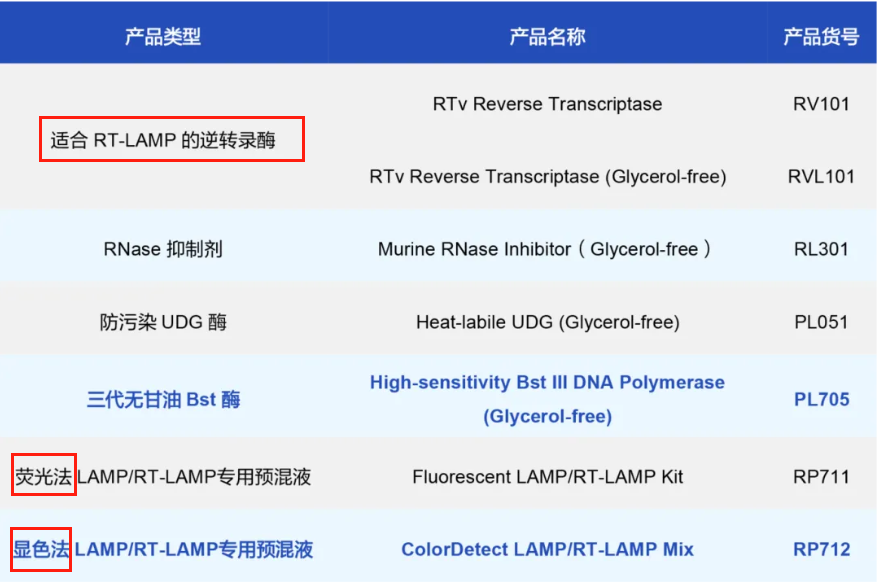 产品类型 产品名称 产品货号
RTv Reverse Transcriptase RV101
适合 RT-LAMP 的逆转录酶
RTv Reverse Transcriptase (Glycerol-free) RVL101
RNase 抑制剂 Murine RNase Inhibitor（Glycerol-free） RL301
防污染 UDG 酶 Heat-labile UDG (Glycerol-free) PL051
三代无甘油 Bst 酶 High-sensitivity Bst III DNA Polymerase
(Glycerol-free) PL705
荧光法 LAMP/RT-LAMP专用预混液 Fluorescent LAMP/RT-LAMP Kit RP711
显色法 LAMP/RT-LAMP专用预混液 ColorDetect LAMP/RT-LAMP Mix RP712